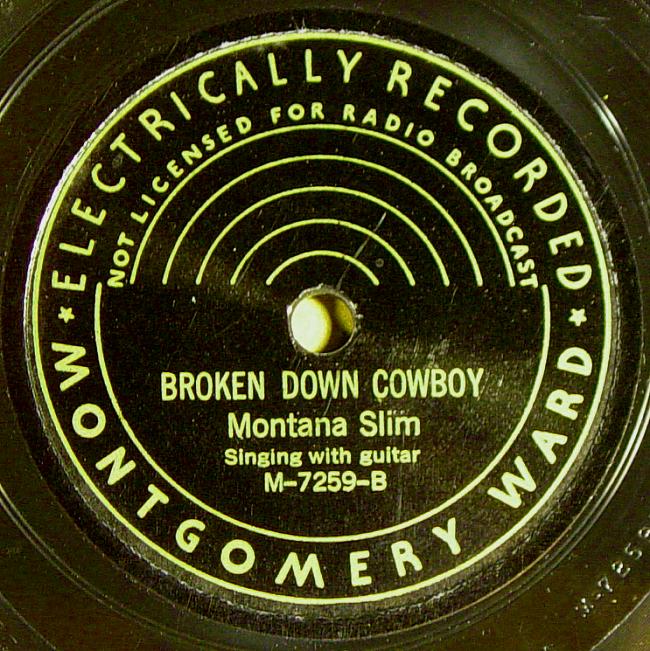 ELECTRICALLY RECORDED
NOT LICENSED FOR RADIO BROADCAST
BROKEN DOWN COWBOY
Montana Slim
Singing with guitar
M-7259-B
MONTGOMERY WARD